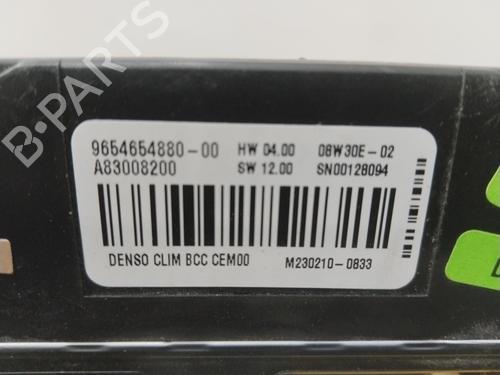 9654654880-00 HW 04.00 08W30E-02
A83008200 SW 12.00 SN00128094
DENSO CLIM BCC CEM00 M230210-0833
B-PARTS